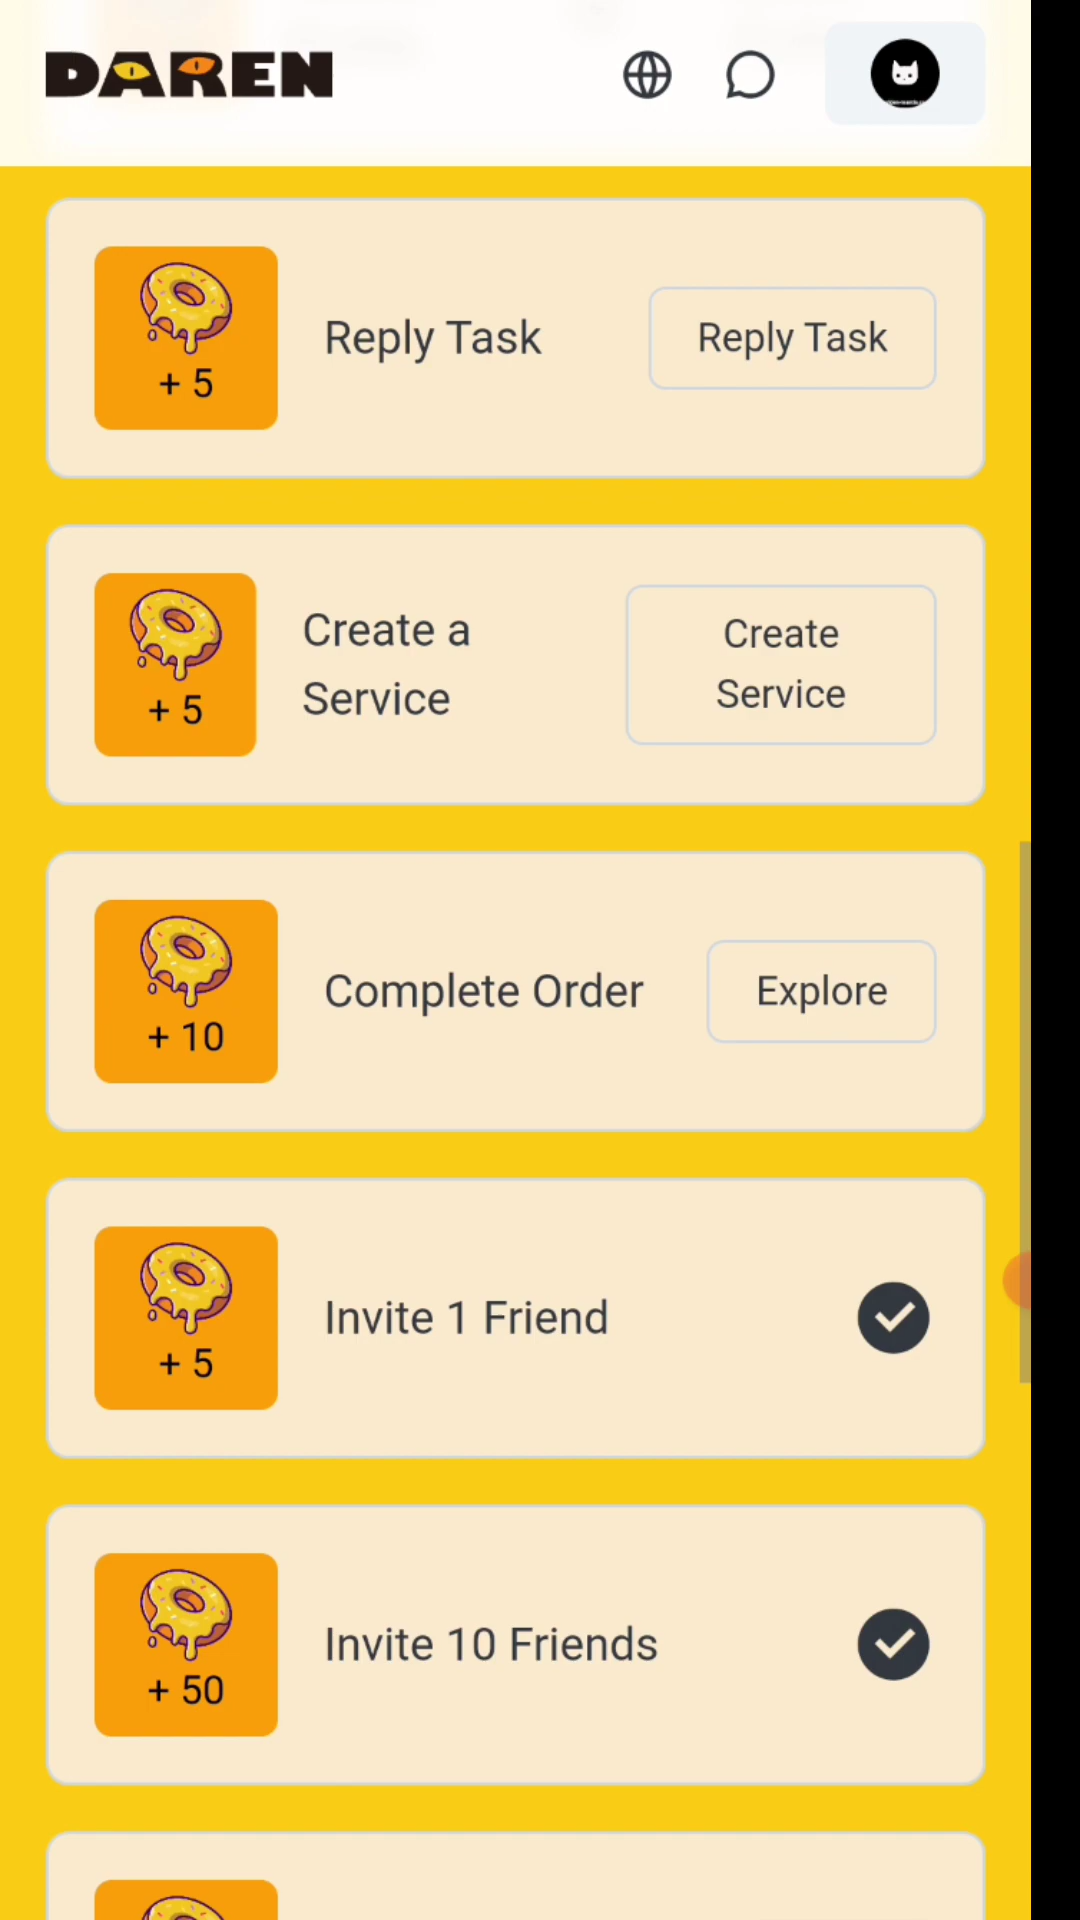 DAREN
+ 5
Reply Task
Reply Task
+ 5
Create a
Service
Create
Service
+ 10
Complete Order
Explore
+ 5
Invite 1 Friend
+ 50
Invite 10 Friends